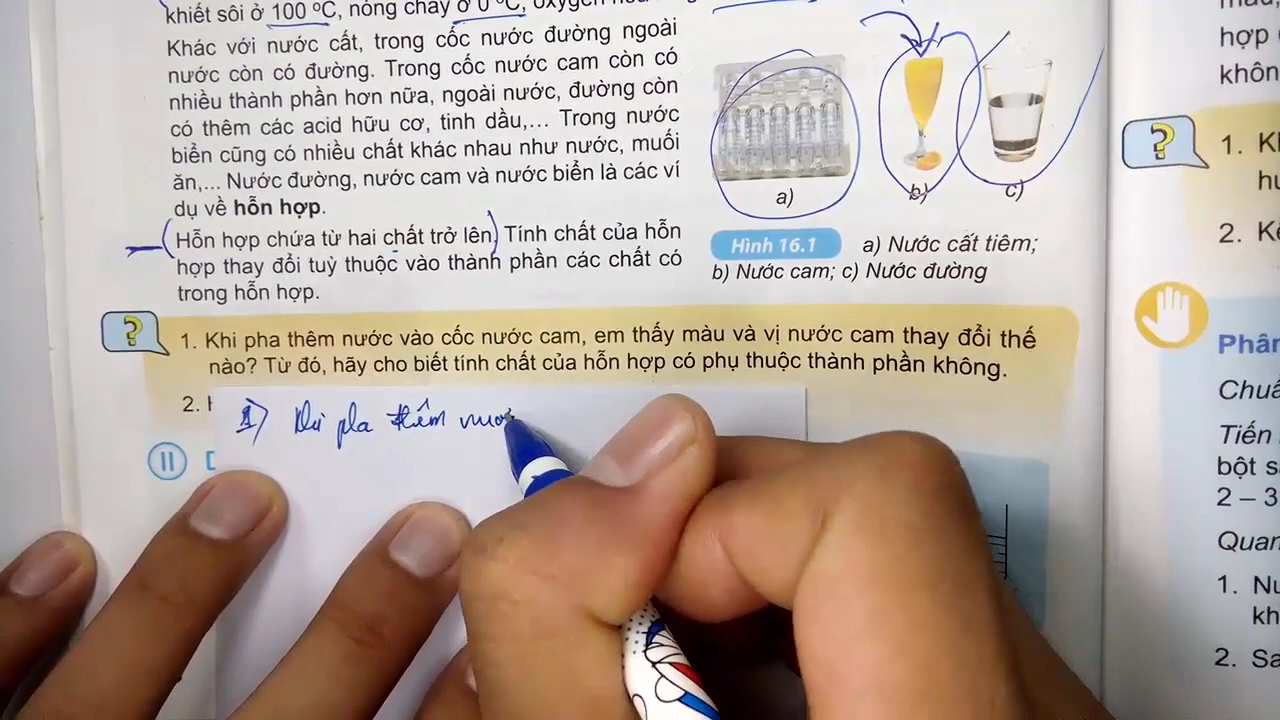 khiết sôi ở 100 ºC, nóng chảy ở 0 ºC, oxygen
Khác với nước cất, trong cốc nước đường ngoài
nước còn có đường. Trong cốc nước cam còn có
nhiều thành phần hơn nữa, ngoài nước, đường còn
có thêm các acid hữu cơ, tinh dầu,... Trong nước
biển cũng có nhiều chất khác nhau như nước, muối
ăn,... Nước đường, nước cam và nước biển là các ví
dụ về hỗn hợp.
Hỗn hợp chứa từ hai chất trở lên. Tính chất của hỗn
hợp thay đổi tuỳ thuộc vào thành phần các chất có
trong hỗn hợp.
a)
b)
c)
Hình 16.1 a) Nước cất tiêm;
b) Nước cam; c) Nước đường
?
1. Khi pha thêm nước vào cốc nước cam, em thấy màu và vị nước cam thay đổi thế
nào? Từ đó, hãy cho biết tính chất của hỗn hợp có phụ thuộc thành phần không.
2.
1) Khi pha thêm
II
hợp
khôn
?
1.
2.
Phân
Chuẩ
Tiến
bột s
2 – 3
Quan
1.
kh
2. Sa